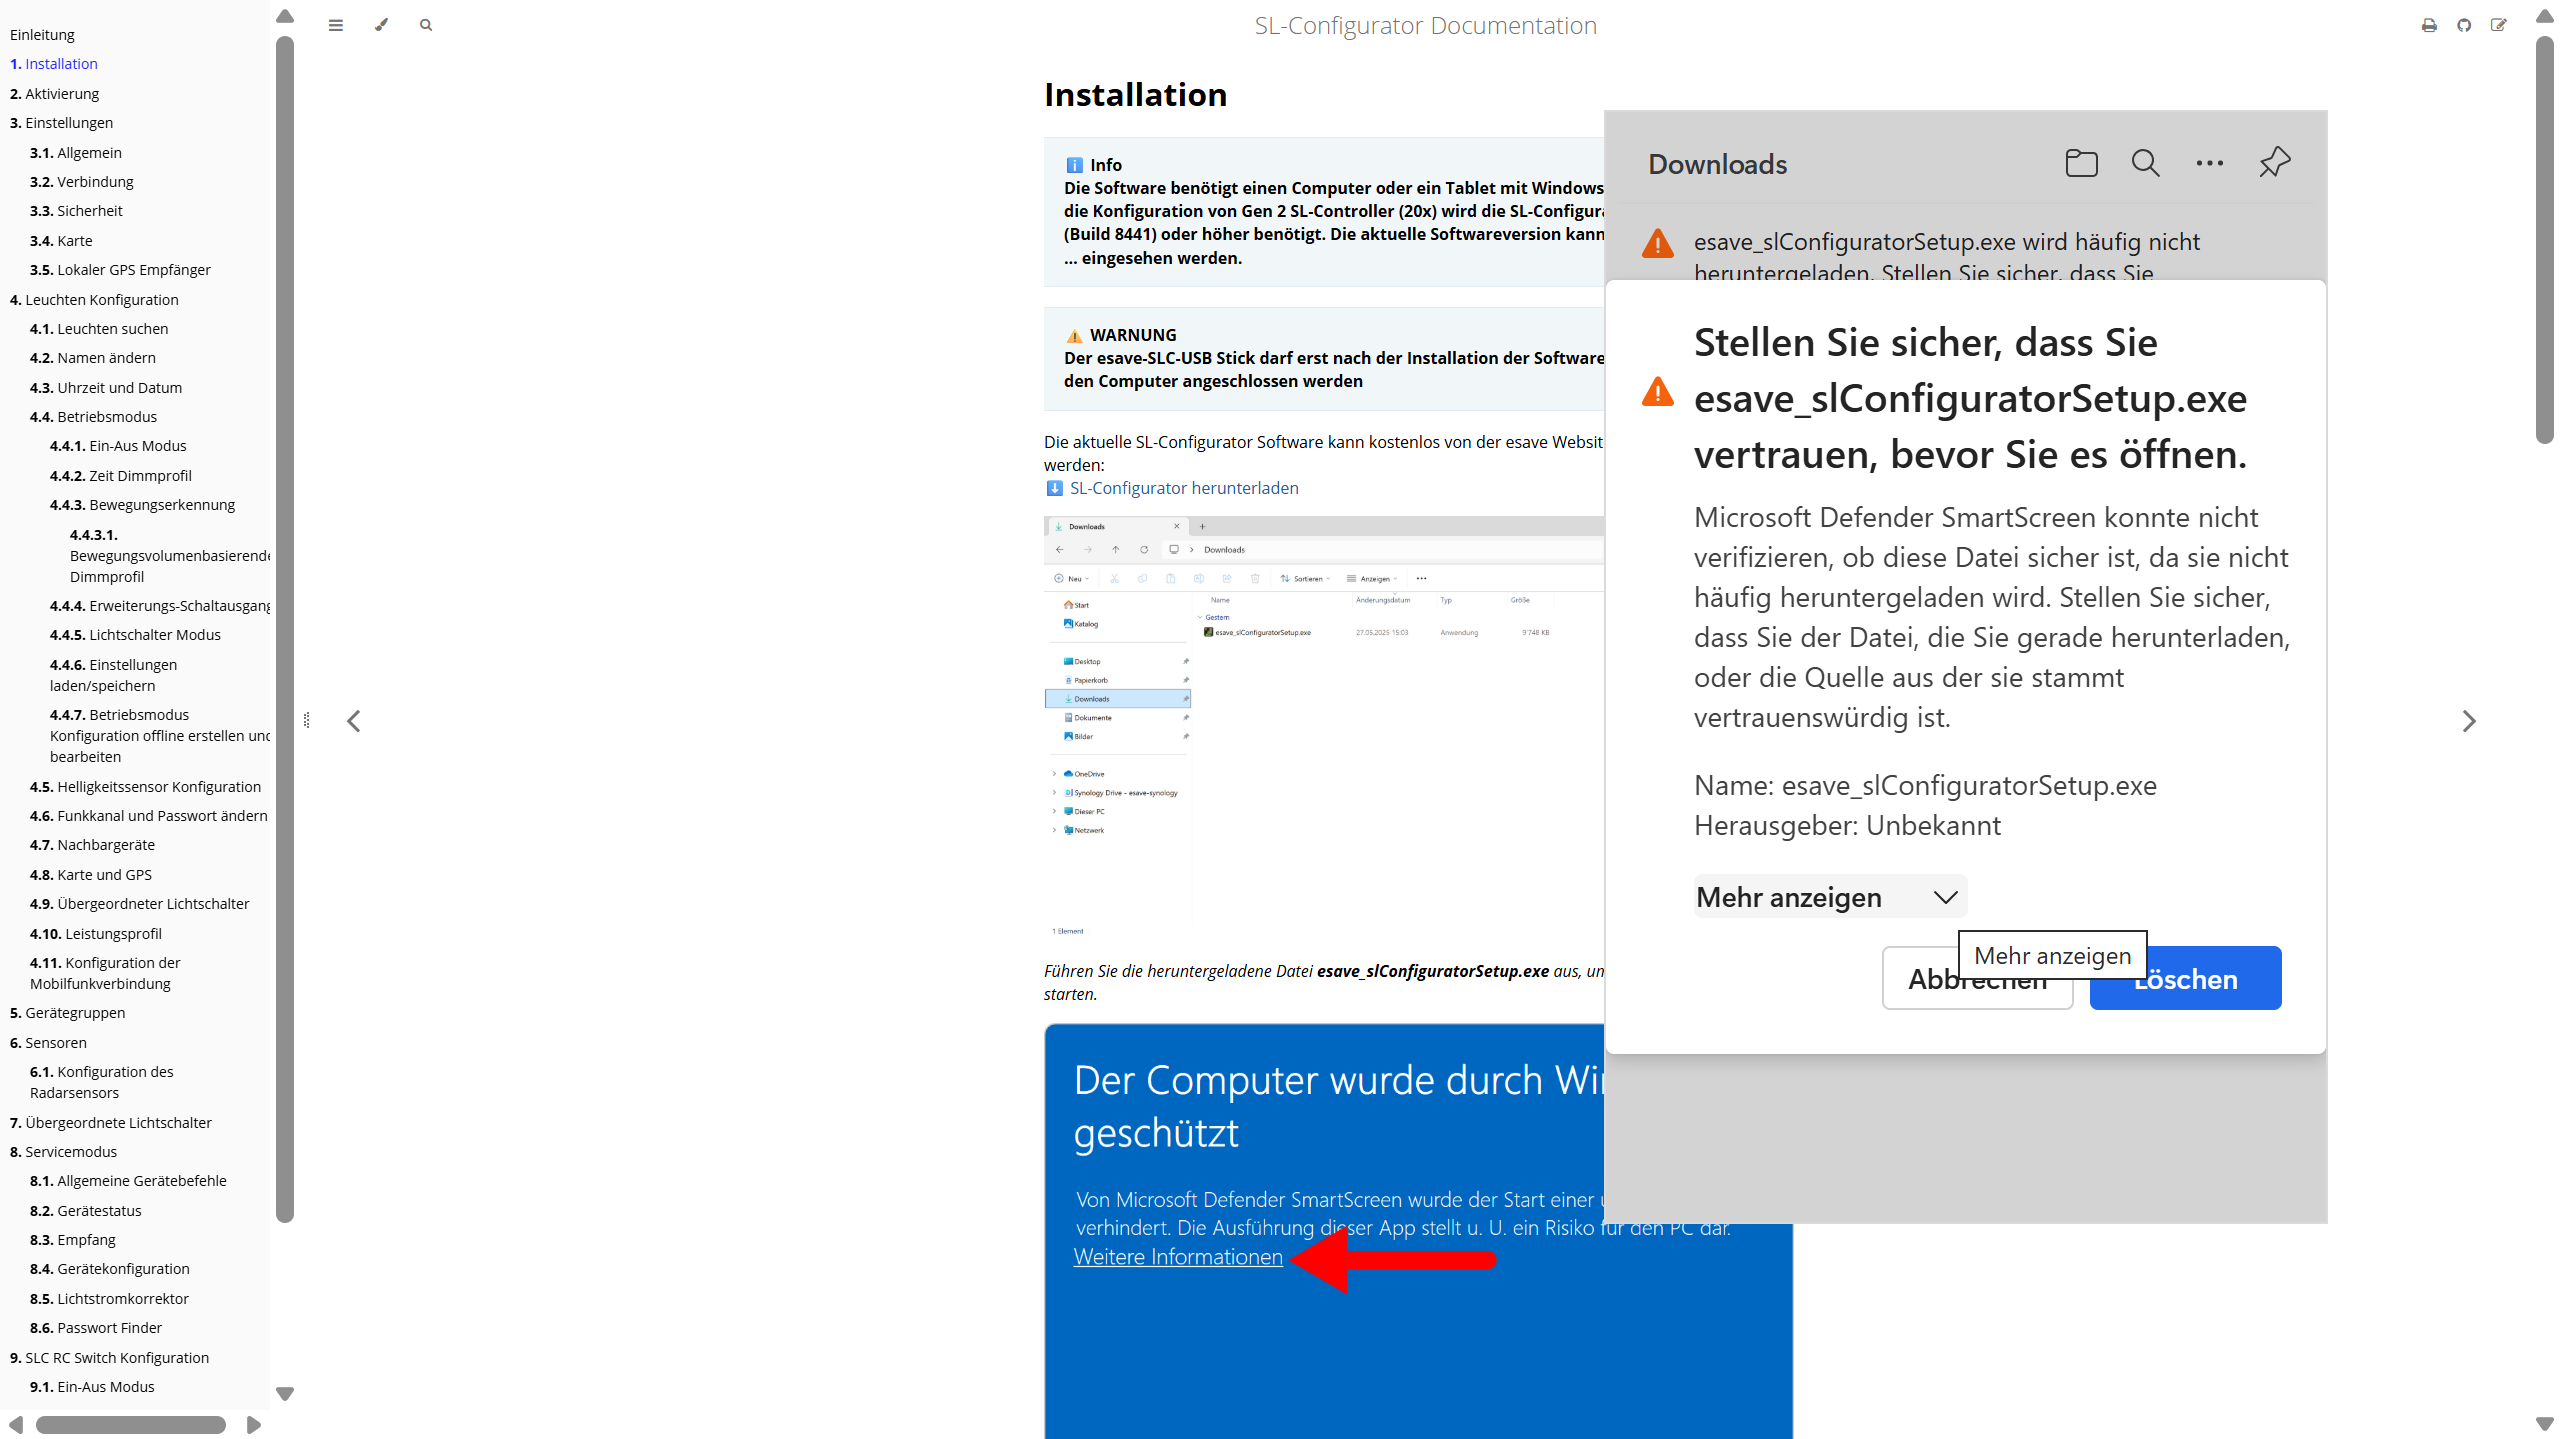 Einleitung
1. Installation
2. Aktivierung
3. Einstellungen
3.1. Allgemein
3.2. Verbindung
3.3. Sicherheit
3.4. Karte
3.5. Lokaler GPS Empfänger
4. Leuchten Konfiguration
4.1. Leuchten suchen
4.2. Namen ändern
4.3. Uhrzeit und Datum
4.4. Betriebsmodus
4.4.1. Ein-Aus Modus
4.4.2. Zeit Dimmprofil
4.4.3. Bewegungserkennung
4.4.3.1.
Bewegungsvolumenbasierende
Dimmprofil
4.4.4. Erweiterungs-Schaltausgang
4.4.5. Lichtschalter Modus
4.4.6. Einstellungen
laden/speichern
4.4.7. Betriebsmodus
Konfiguration offline erstellen und
bearbeiten
4.5. Helligkeitssensor Konfiguration
4.6. Funkkanal und Passwort ändern
4.7. Nachbargeräte
4.8. Karte und GPS
4.9. Übergeordneter Lichtschalter
4.10. Leistungsprofil
4.11. Konfiguration der
Mobilfunkverbindung
5. Gerätegruppen
6. Sensoren
6.1. Konfiguration des
Radarsensors
7. Übergeordnete Lichtschalter
8. Servicemodus
8.1. Allgemeine Gerätebefehle
8.2. Gerätestatus
8.3. Empfang
8.4. Gerätekonfiguration
8.5. Lichtstromkorrektor
8.6. Passwort Finder
9. SLC RC Switch Konfiguration
9.1. Ein-Aus Modus
SL-Configurator Documentation
Installation
Info
Die Software benötigt einen Computer oder ein Tablet mit Windows
die Konfiguration von Gen 2 SL-Controller (20x) wird die SL-Configura
(Build 8441) oder höher benötigt. Die aktuelle Softwareversion kann
... eingesehen werden.
WARNUNG
Der esave-SLC-USB Stick darf erst nach der Installation der Software
den Computer angeschlossen werden
Die aktuelle SL-Configurator Software kann kostenlos von der esave Websit
werden:
SL-Configurator herunterladen
Downloads
Downloads
Neu
Sortieren
Anzeigen
Name
Änderungsdatum
Typ
Größe
Gestern
esave_slConfiguratorSetup.exe
27.05.2025 15:03
Anwendung
9'748 KB
Start
Katalog
Desktop
Papierkorb
Downloads
Dokumente
Bilder
OneDrive
Synology Drive - esave-synology
Dieser PC
Netzwerk
1 Element
Führen Sie die heruntergeladene Datei esave_slConfiguratorSetup.exe aus, um
starten.
Der Computer wurde durch Win
geschützt
Von Microsoft Defender SmartScreen wurde der Start einer u
verhindert. Die Ausführung dieser App stellt u. U. ein Risiko für den PC dar.
Weitere Informationen
Downloads
esave_slConfiguratorSetup.exe wird häufig nicht
heruntergeladen. Stellen Sie sicher, dass Sie
Stellen Sie sicher, dass Sie
esave_slConfiguratorSetup.exe
vertrauen, bevor Sie es öffnen.
Microsoft Defender SmartScreen konnte nicht
verifizieren, ob diese Datei sicher ist, da sie nicht
häufig heruntergeladen wird. Stellen Sie sicher,
dass Sie der Datei, die Sie gerade herunterladen,
oder die Quelle aus der sie stammt
vertrauenswürdig ist.
Name: esave_slConfiguratorSetup.exe
Herausgeber: Unbekannt
Mehr anzeigen
Mehr anzeigen
Abbrechen
Löschen